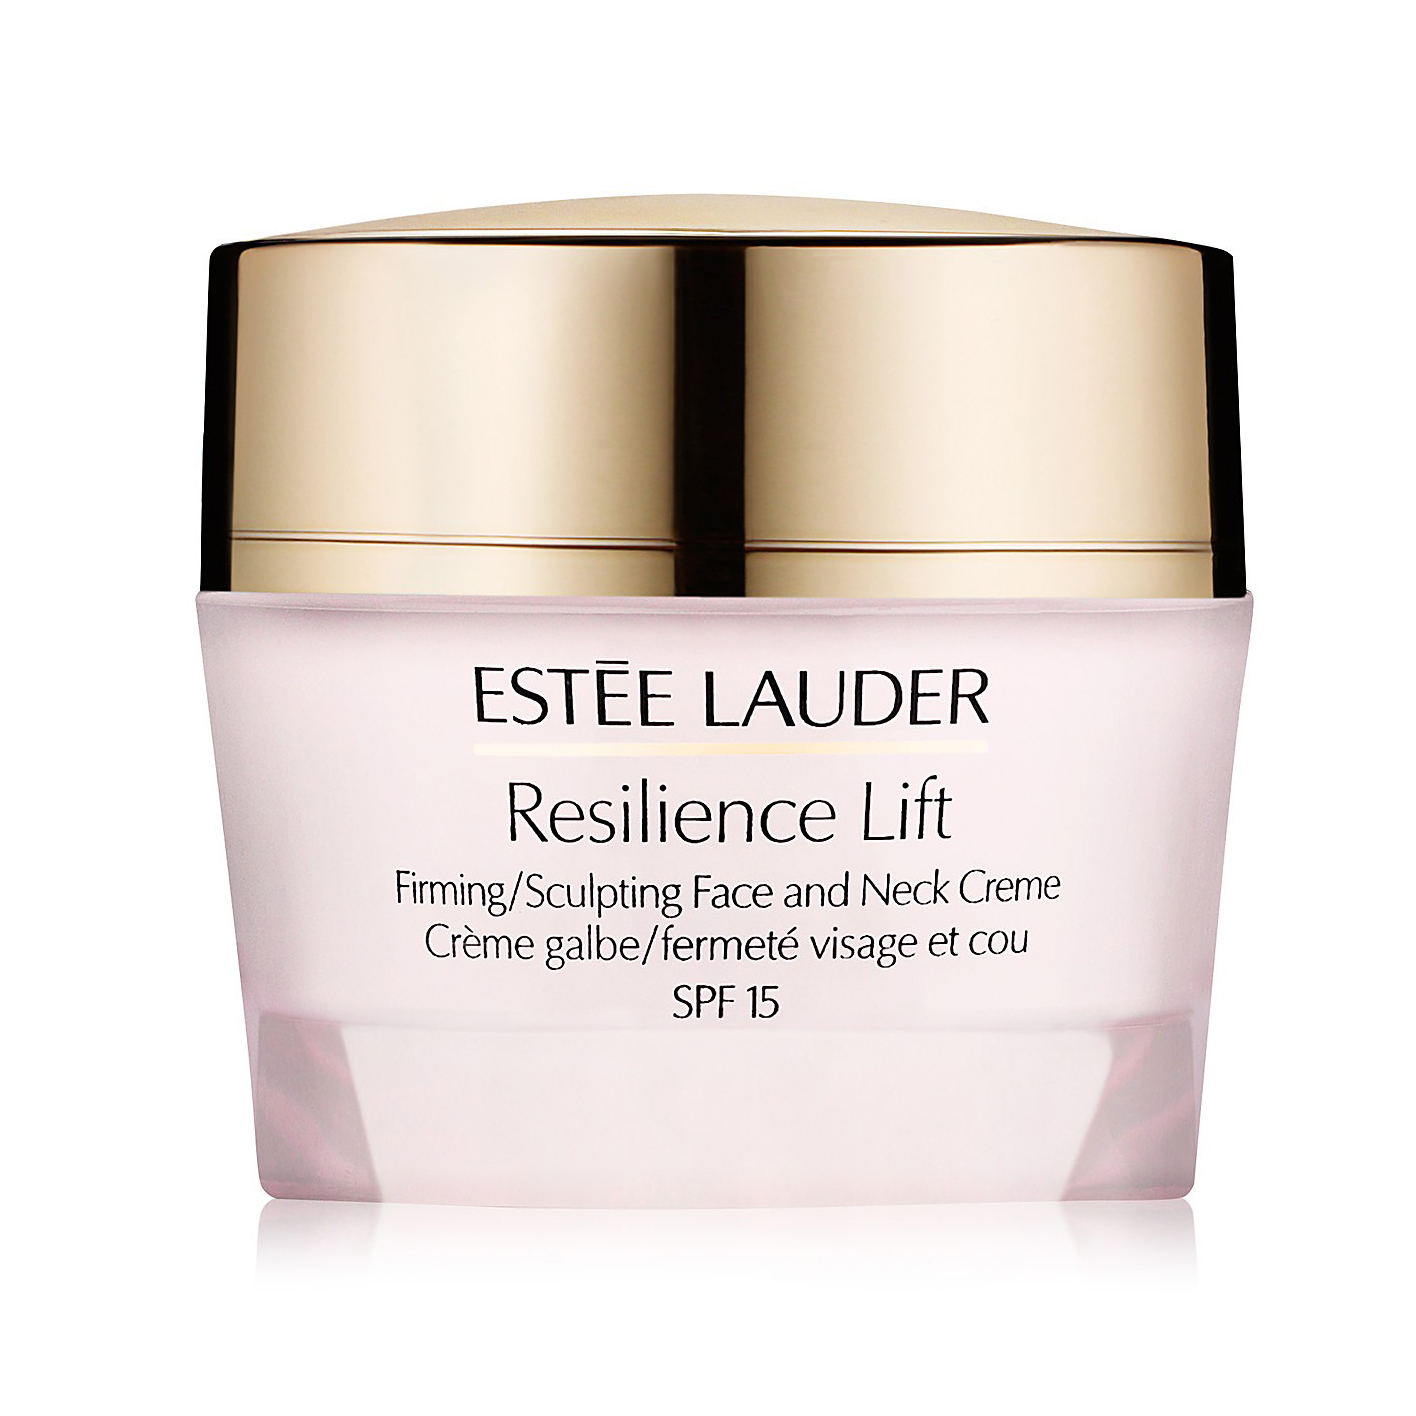 ESTĒE LAUDER
Resilience Lift
Firming/Sculpting Face and Neck Creme
Crème galbe/fermeté visage et cou
SPF 15